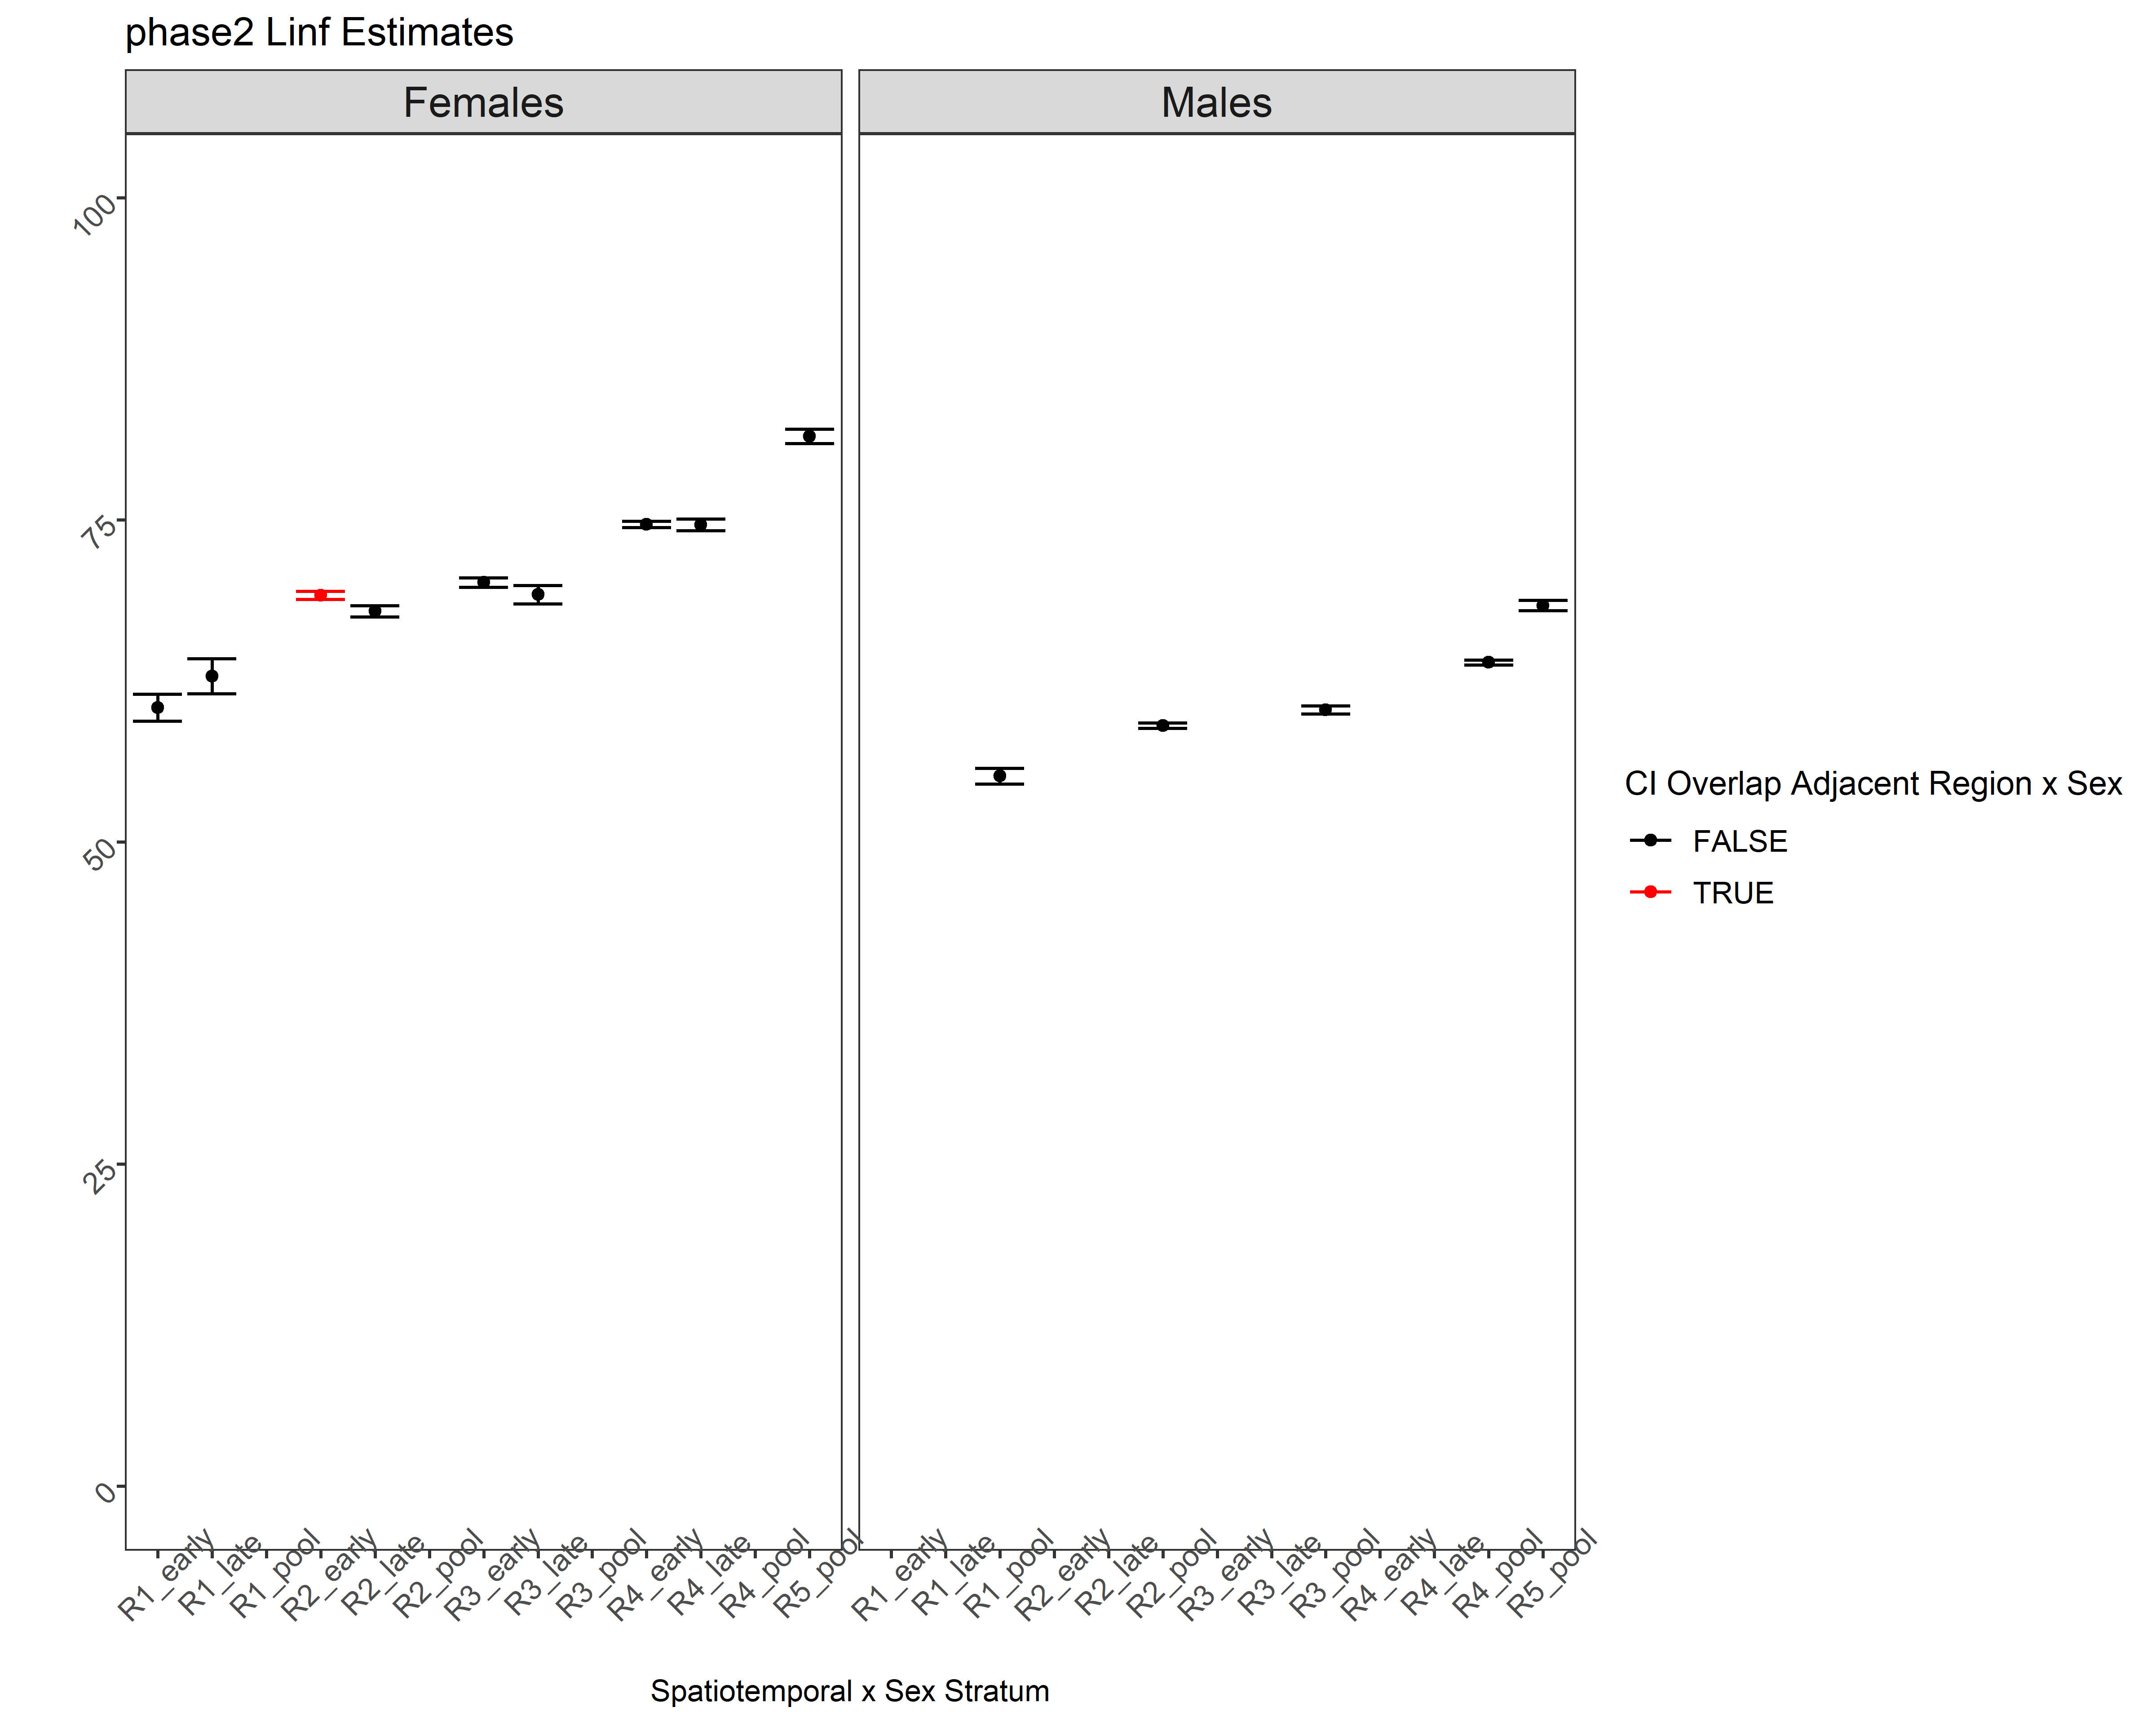 phase2 Linf Estimates
Females
Males
100
75
50
25
0
CI Overlap Adjacent Region x Sex
FALSE
TRUE
R1_early
R1_late
R1_pool
R2_early
R2_late
R2_pool
R3_early
R3_late
R3_pool
R4_early
R4_late
R4_pool
R5_pool
R1_early
R1_late
R1_pool
R2_early
R2_late
R2_pool
R3_early
R3_late
R3_pool
R4_early
R4_late
R4_pool
R5_pool
Spatiotemporal x Sex Stratum